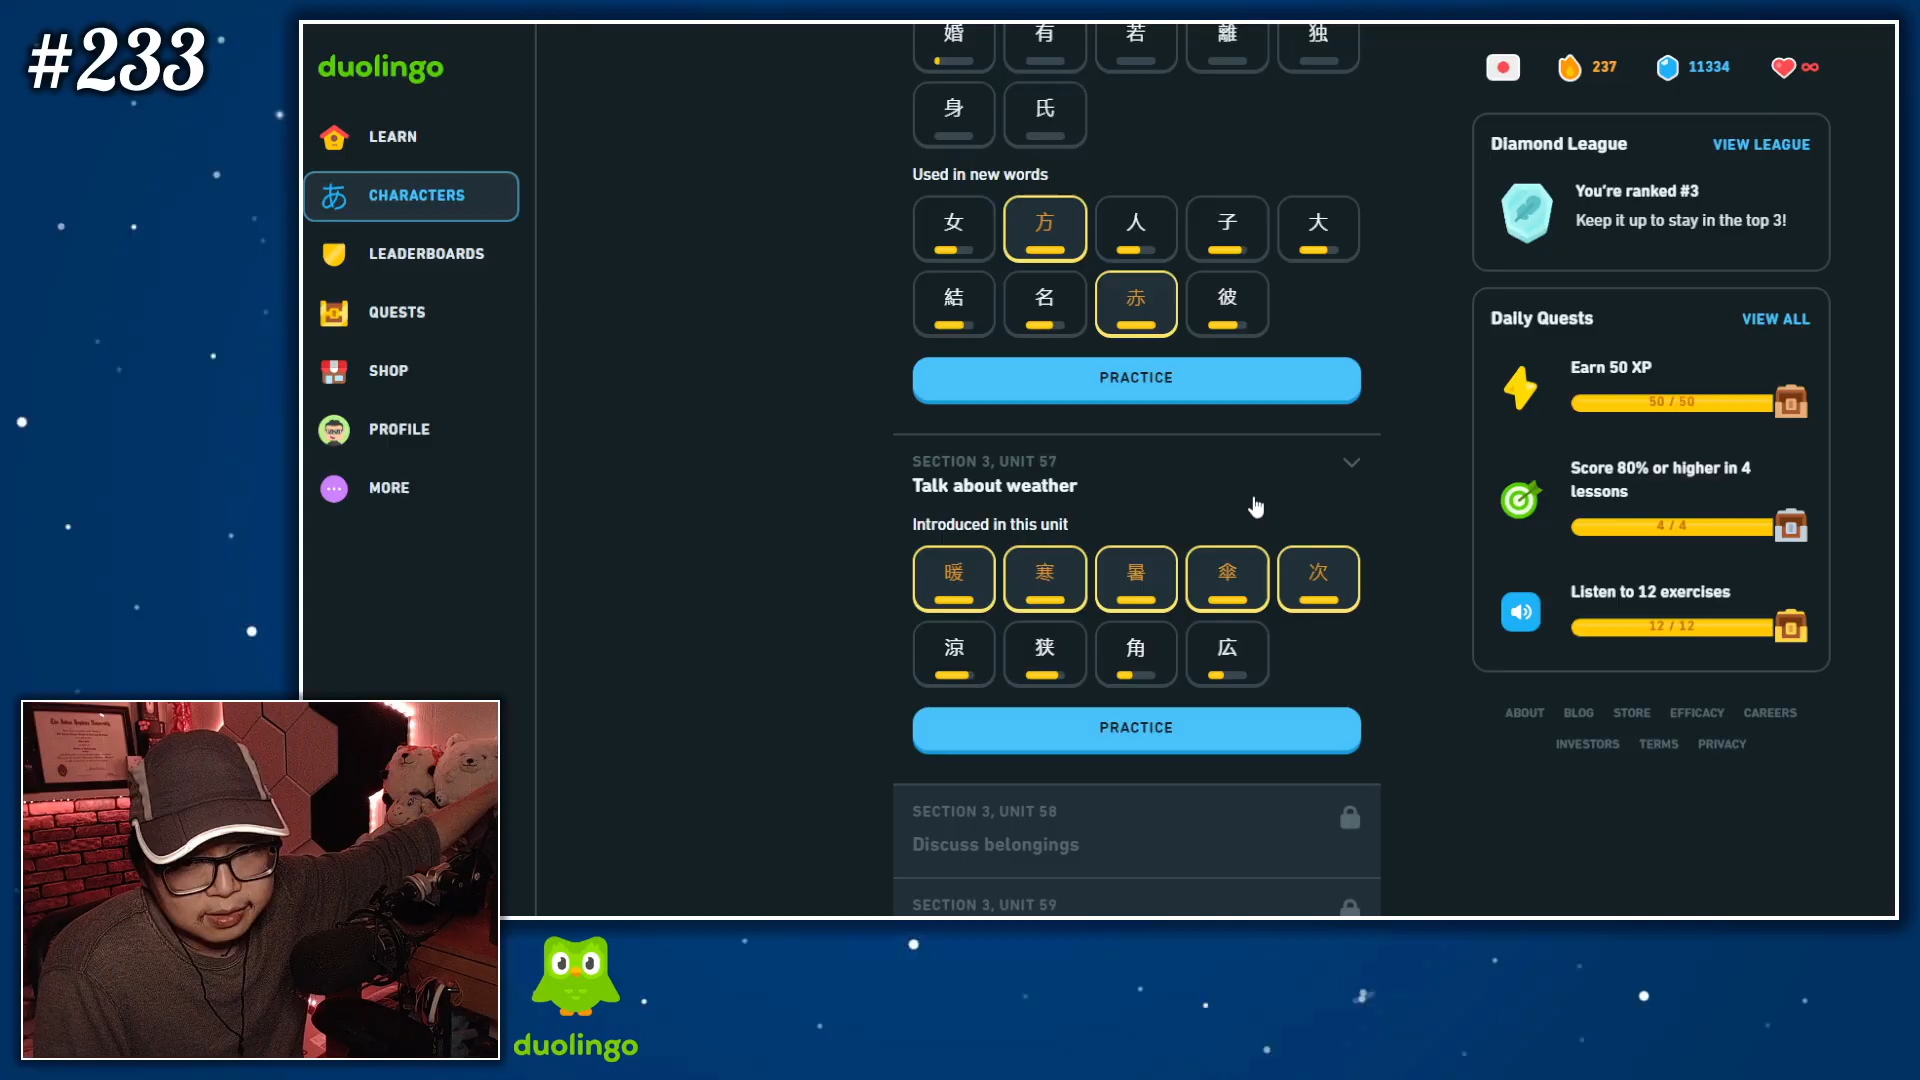 #233
duolingo
LEARN
あ CHARACTERS
LEADERBOARDS
QUESTS
SHOP
PROFILE
MORE
婚 有 若 離 独
身 氏
Used in new words
女 方 人 子 大
結 名 赤 彼
PRACTICE
SECTION 3, UNIT 57
Talk about weather
Introduced in this unit
暖 寒 暑 傘 次
涼 狭 角 広
PRACTICE
SECTION 3, UNIT 58
Discuss belongings
SECTION 3, UNIT 59
237 11334 ∞
Diamond League VIEW LEAGUE
You're ranked #3
Keep it up to stay in the top 3!
Daily Quests VIEW ALL
Earn 50 XP
50 / 50
Score 80% or higher in 4
lessons
4 / 4
Listen to 12 exercises
12 / 12
ABOUT BLOG STORE EFFICACY CAREERS
INVESTORS TERMS PRIVACY
duolingo